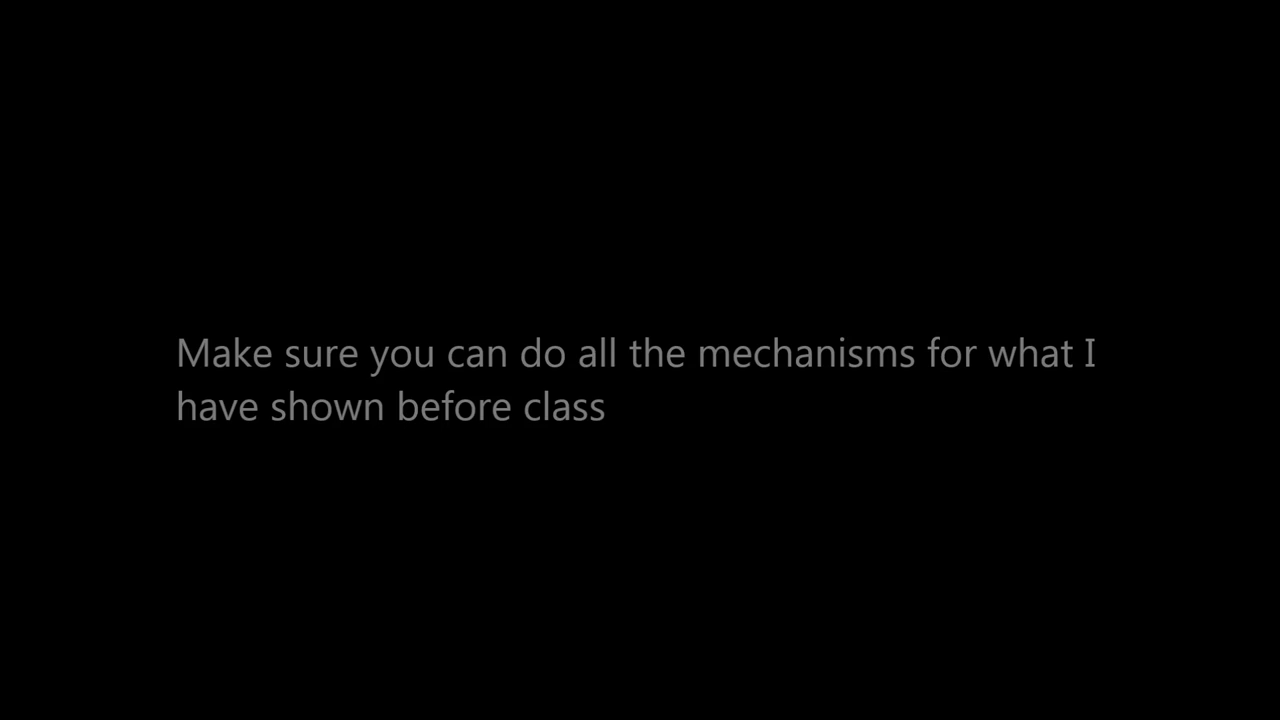 Make sure you can do all the mechanisms for what I
have shown before class